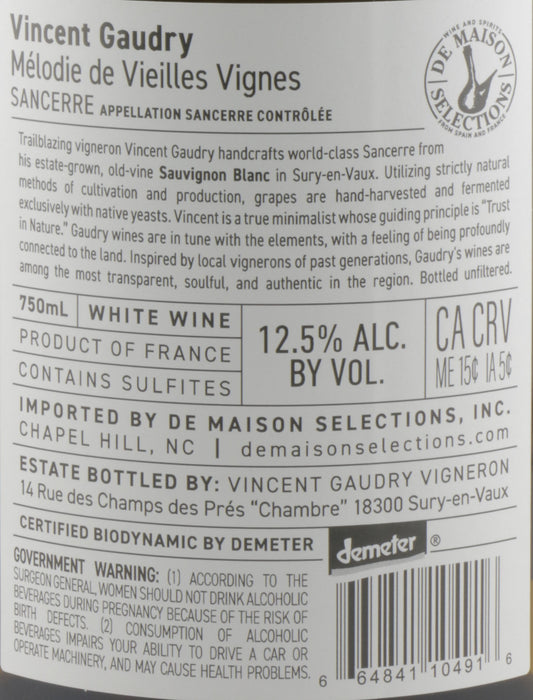 Vincent Gaudry
Mélodie de Vieilles Vignes
SANCERRE APPELLATION SANCERRE CONTRÔLÉE
WINE AND SPIRITS
DE MAISON
SELECTIONS
FROM SPAIN AND FRANCE
Trailblazing vigneron Vincent Gaudry handcrafts world-class Sancerre from
his estate-grown, old-vine Sauvignon Blanc in Sury-en-Vaux. Utilizing strictly natural
methods of cultivation and production, grapes are hand-harvested and fermented
exclusively with native yeasts. Vincent is a true minimalist whose guiding principle is "Trust
in Nature." Gaudry wines are in tune with the elements, with a feeling of being profoundly
connected to the land. Inspired by local vignerons of past generations, Gaudry's wines are
among the most transparent, soulful, and authentic in the region. Bottled unfiltered.
750mL WHITE WINE
PRODUCT OF FRANCE
CONTAINS SULFITES
12.5% ALC.
BY VOL.
CA CRV
ME 15¢ IA 5¢
IMPORTED BY DE MAISON SELECTIONS, INC.
CHAPEL HILL, NC | demaisonselections.com
ESTATE BOTTLED BY: VINCENT GAUDRY VIGNERON
14 Rue des Champs des Prés "Chambre" 18300 Sury-en-Vaux
CERTIFIED BIODYNAMIC BY DEMETER
demeter ®
GOVERNMENT WARNING: (1) ACCORDING TO THE
SURGEON GENERAL, WOMEN SHOULD NOT DRINK ALCOHOLIC
BEVERAGES DURING PREGNANCY BECAUSE OF THE RISK OF
BIRTH DEFECTS. (2) CONSUMPTION OF ALCOHOLIC
BEVERAGES IMPAIRS YOUR ABILITY TO DRIVE A CAR OR
OPERATE MACHINERY, AND MAY CAUSE HEALTH PROBLEMS.
6 64841 10491 6